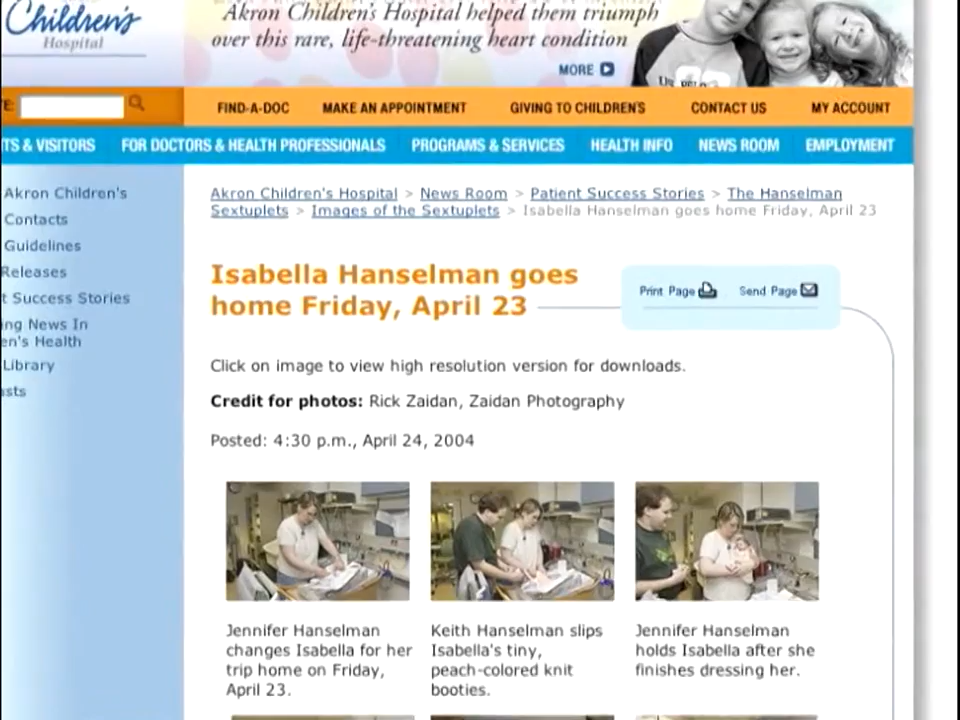 Children's
Hospital
Akron Children's Hospital helped them triumph
over this rare, life-threatening heart condition
MORE
FIND-A-DOC MAKE AN APPOINTMENT GIVING TO CHILDREN'S CONTACT US MY ACCOUNT
& VISITORS FOR DOCTORS & HEALTH PROFESSIONALS PROGRAMS & SERVICES HEALTH INFO NEWS ROOM EMPLOYMENT
Akron Children's
Contacts
Guidelines
Releases
Success Stories
News In
Health
Library
Akron Children's Hospital > News Room > Patient Success Stories > The Hanselman
Sextuplets > Images of the Sextuplets > Isabella Hanselman goes home Friday, April 23
Isabella Hanselman goes
home Friday, April 23
Print Page Send Page
Click on image to view high resolution version for downloads.
Credit for photos: Rick Zaidan, Zaidan Photography
Posted: 4:30 p.m., April 24, 2004
Jennifer Hanselman
changes Isabella for her
trip home on Friday,
April 23.
Keith Hanselman slips
Isabella's tiny,
peach-colored knit
booties.
Jennifer Hanselman
holds Isabella after she
finishes dressing her.